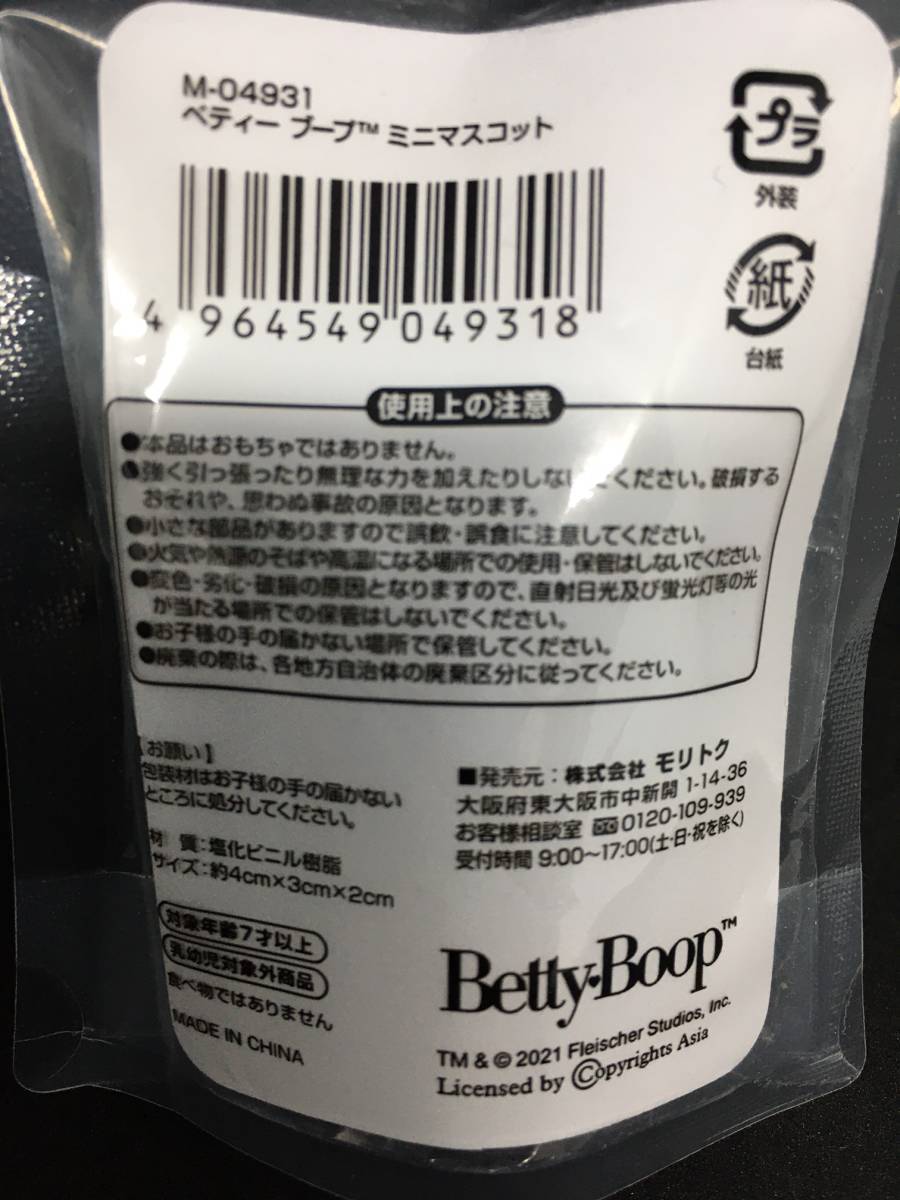 M-04931
ベティー ブープ™ ミニマスコット
プラ
外装
紙
台紙
4 964549 049318
使用上の注意
●本品はおもちゃではありません。
●強く引っ張ったり無理な力を加えたりしないでください。破損する
おそれや、思わぬ事故の原因となります。
●小さな部品がありますので誤飲・誤食に注意してください。
●火気や熱源のそばや高温になる場所での使用・保管はしないでください。
●変色・劣化・破損の原因となりますので、直射日光及び蛍光灯等の光
が当たる場所での保管はしないでください。
●お子様の手の届かない場所で保管してください。
●廃棄の際は、各地方自治体の廃棄区分に従ってください。
【お願い】
包装材はお子様の手の届かない
ところに処分してください。
材 質:塩化ビニル樹脂
サイズ:約4cm×3cm×2cm
対象年齢7才以上
乳幼児対象外商品
食べ物ではありません
MADE IN CHINA
■発売元:株式会社 モリトク
大阪府東大阪市中新開 1-14-36
お客様相談室 0120-109-939
受付時間 9:00〜17:00(土・日・祝を除く)
Betty·Boop™
TM & © 2021 Fleischer Studios, Inc.
Licensed by ©opyrights Asia